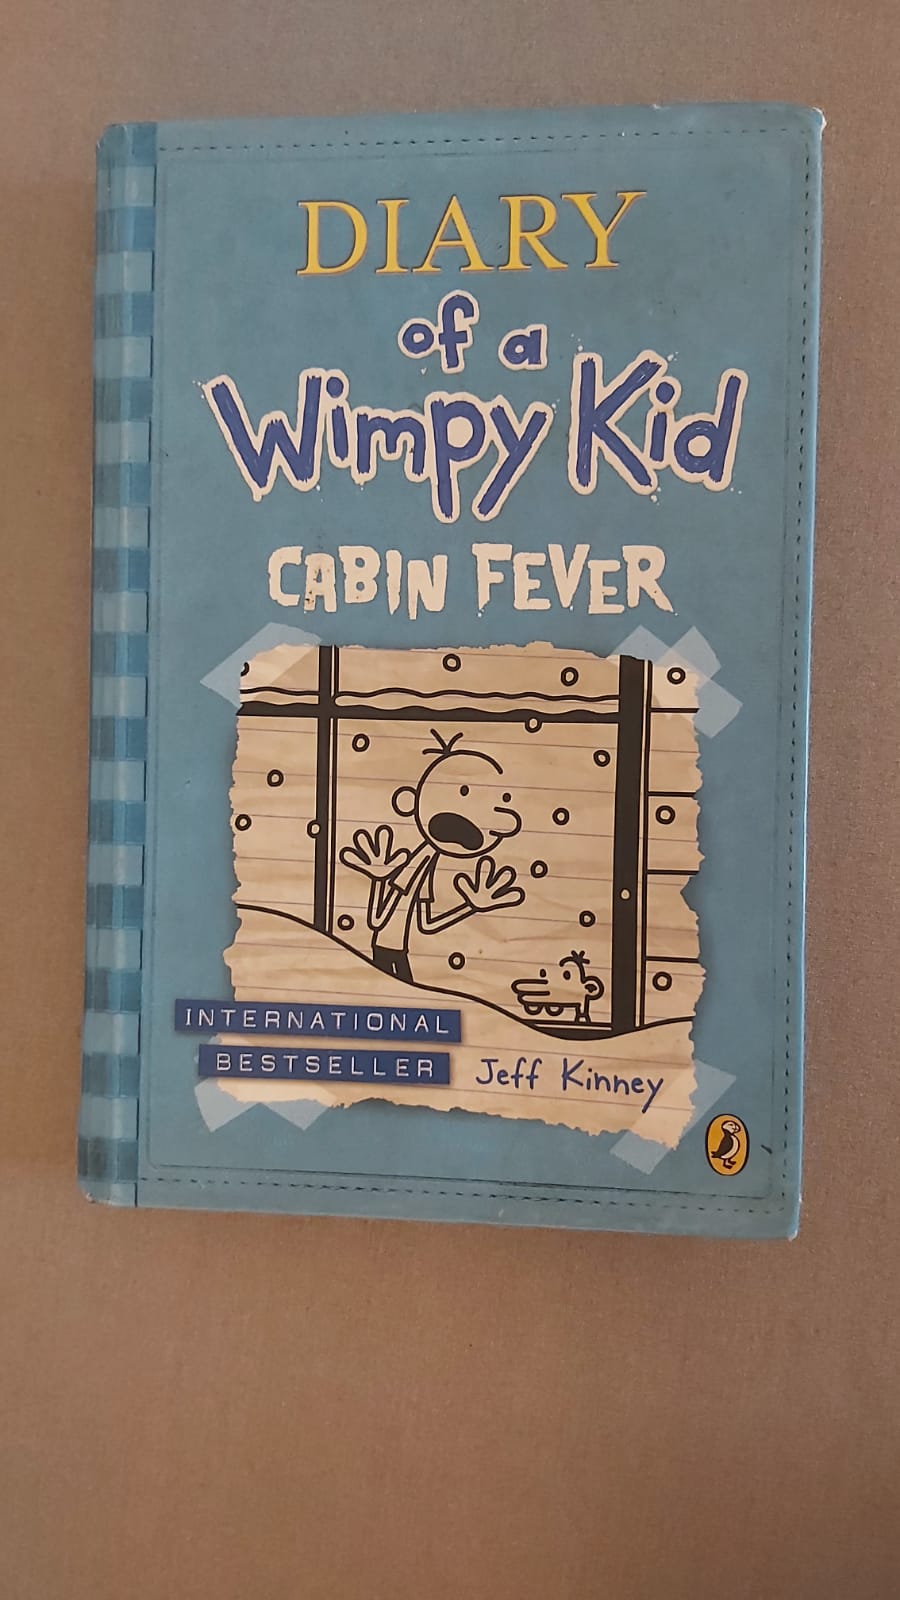 DIARY
of a
Wimpy Kid
CABIN FEVER
INTERNATIONAL
BESTSELLER
Jeff Kinney